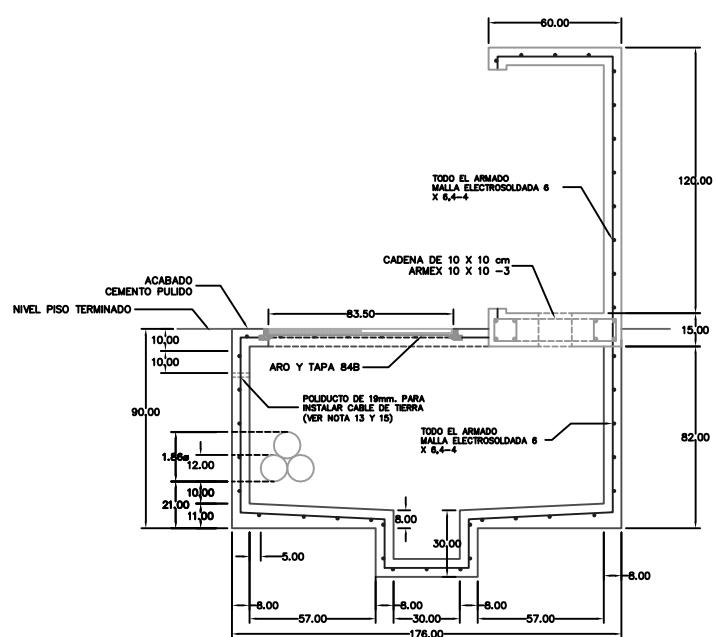 60.00
TODO EL ARMADO
MALLA ELECTROSOLDADA 6
X 6,4-4
120.00
CADENA DE 10 X 10 cm
ARMEX 10 X 10 -3
ACABADO
CEMENTO PULIDO
NIVEL PISO TERMINADO
83.50
15.00
10.00
10.00
ARO Y TAPA 84B
POLIDUCTO DE 19mm. PARA
INSTALAR CABLE DE TIERRA
(VER NOTA 13 Y 15)
90.00
TODO EL ARMADO
MALLA ELECTROSOLDADA 6
X 6,4-4
82.00
12.00
10.00
21.00
11.00
8.00
30.00
5.00
8.00
8.00
8.00
8.00
57.00
30.00
57.00
176.00